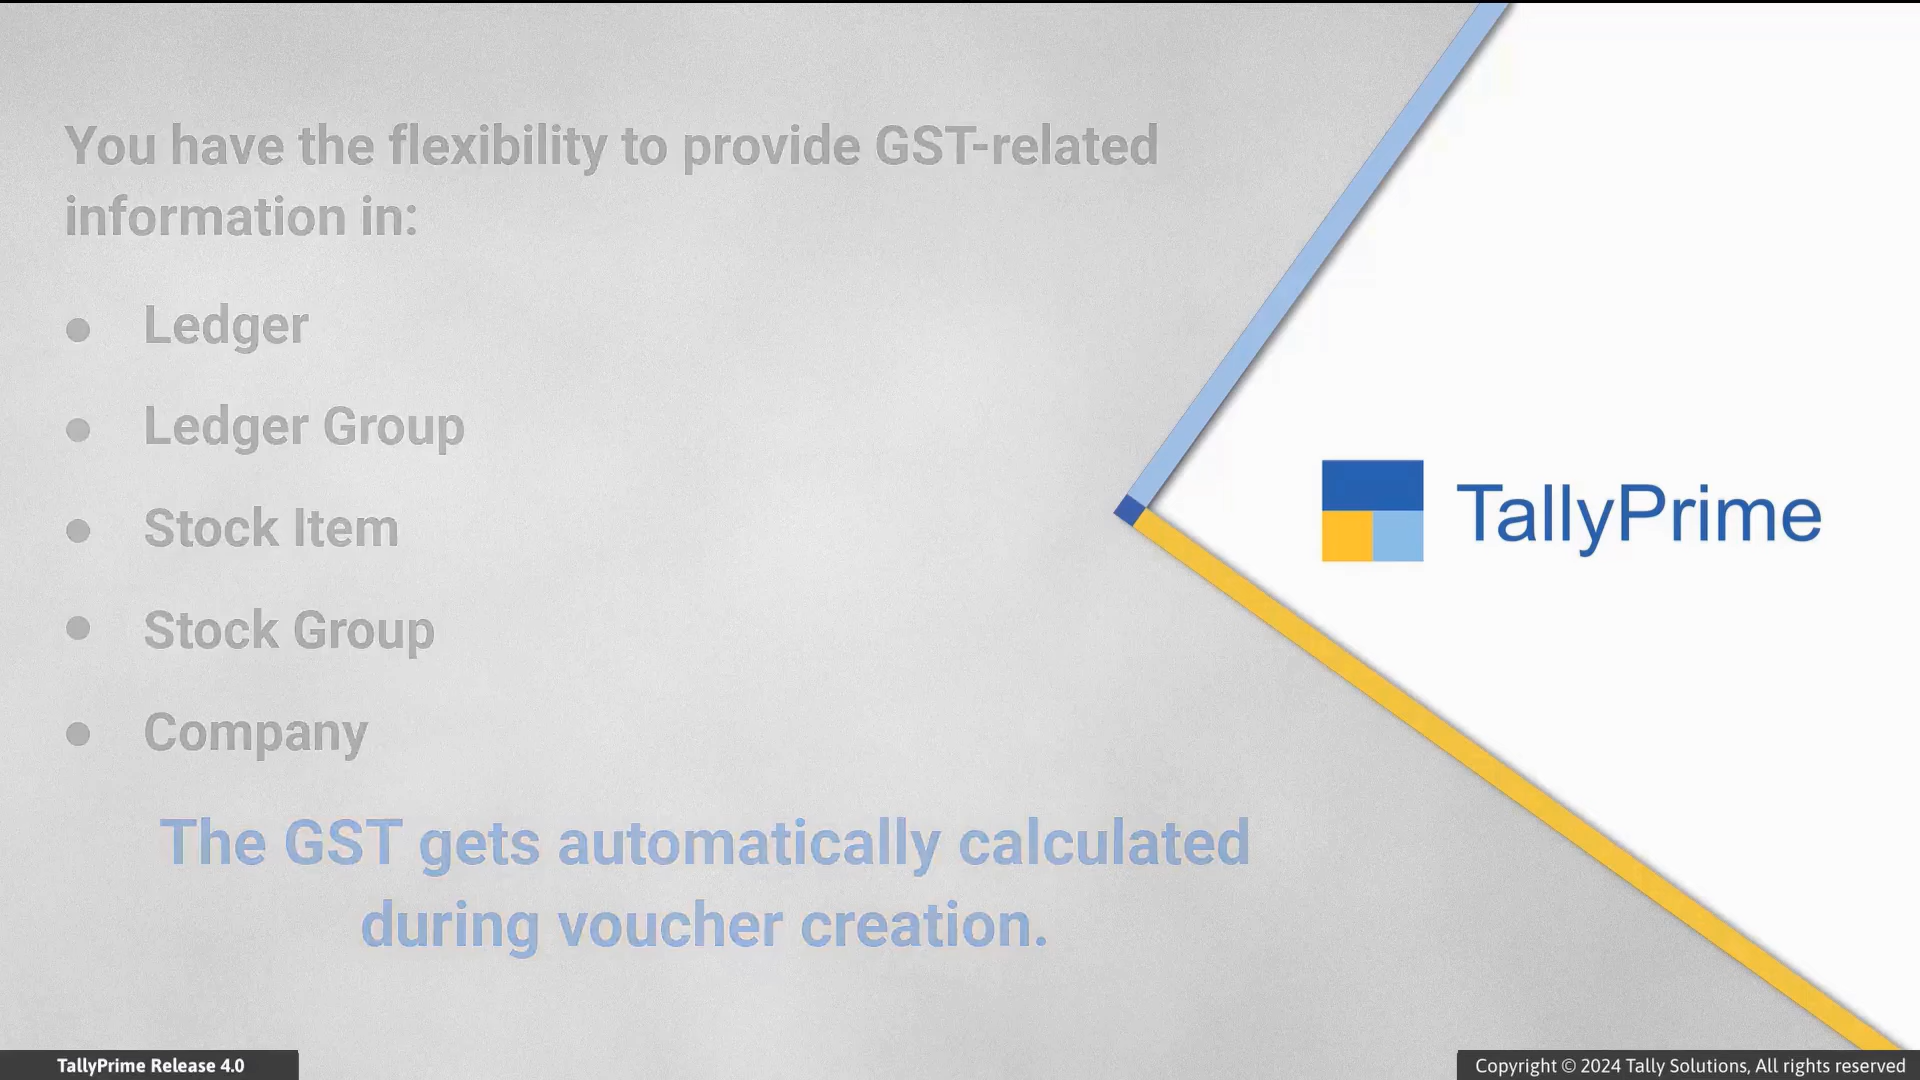 You have the flexibility to provide GST-related
information in:
● Ledger
● Ledger Group
● Stock Item
● Stock Group
● Company
The GST gets automatically calculated
during voucher creation.
TallyPrime
TallyPrime Release 4.0
Copyright © 2024 Tally Solutions, All rights reserved